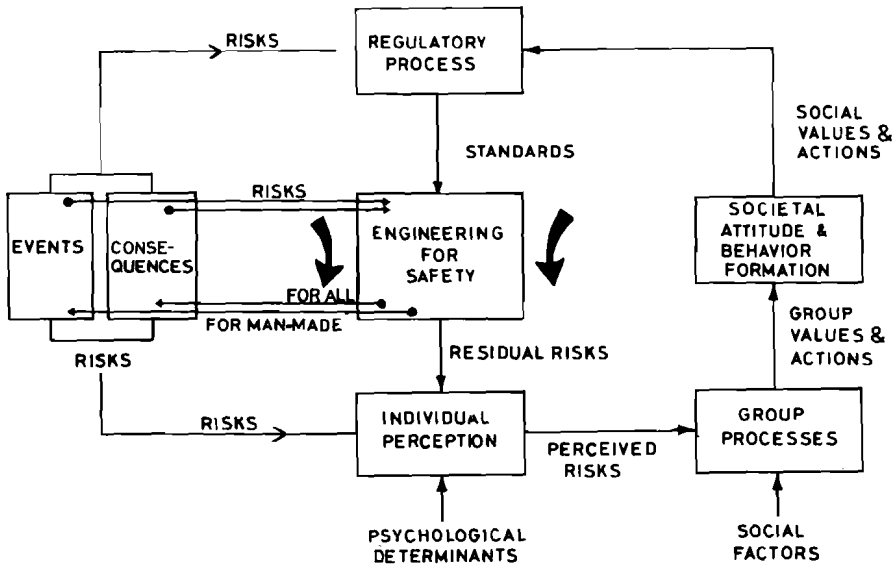 RISKS
REGULATORY
PROCESS
STANDARDS
SOCIAL
VALUES &
ACTIONS
EVENTS
CONSE-
QUENCES
RISKS
ENGINEERING
FOR
SAFETY
FOR ALL
FOR MAN-MADE
SOCIETAL
ATTITUDE &
BEHAVIOR
FORMATION
GROUP
VALUES &
ACTIONS
RISKS
RESIDUAL RISKS
RISKS
INDIVIDUAL
PERCEPTION
PERCEIVED
RISKS
GROUP
PROCESSES
PSYCHOLOGICAL
DETERMINANTS
SOCIAL
FACTORS